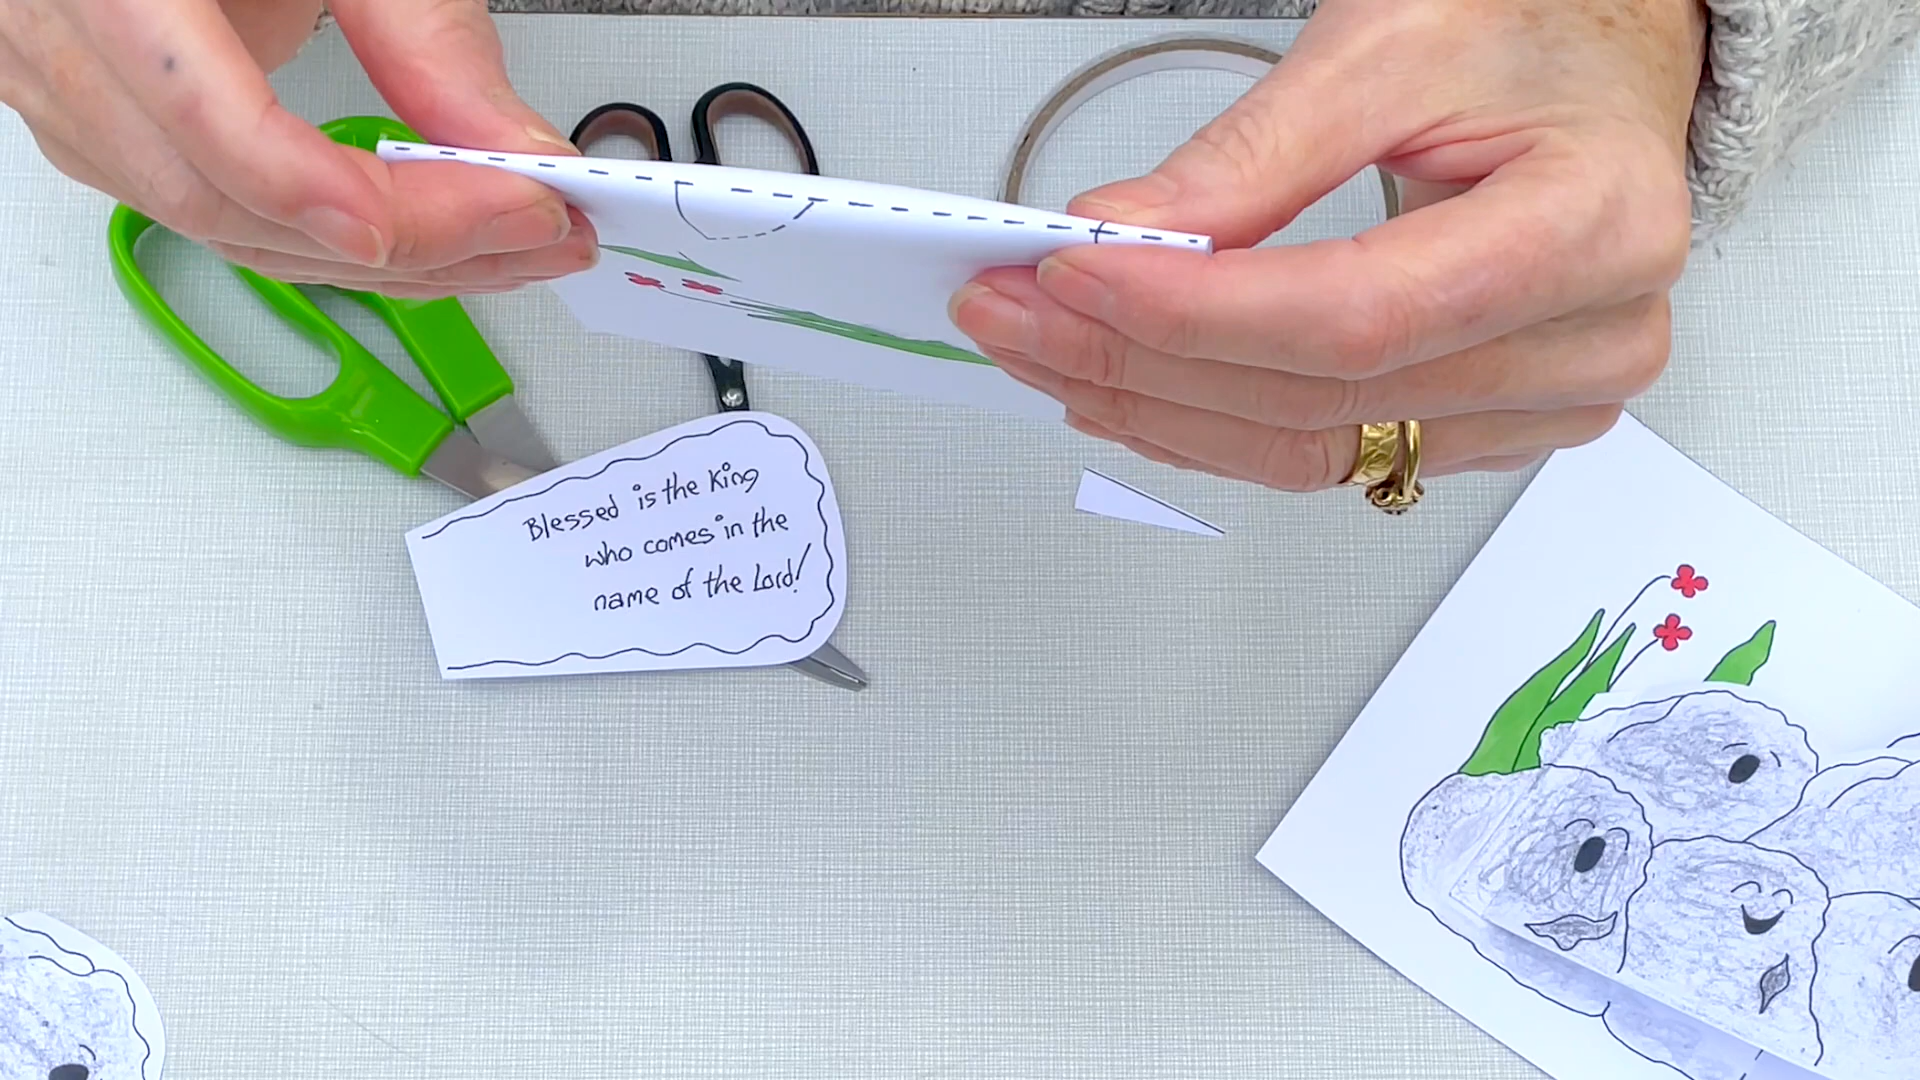 Blessed is the King
who comes in the
name of the Lord!